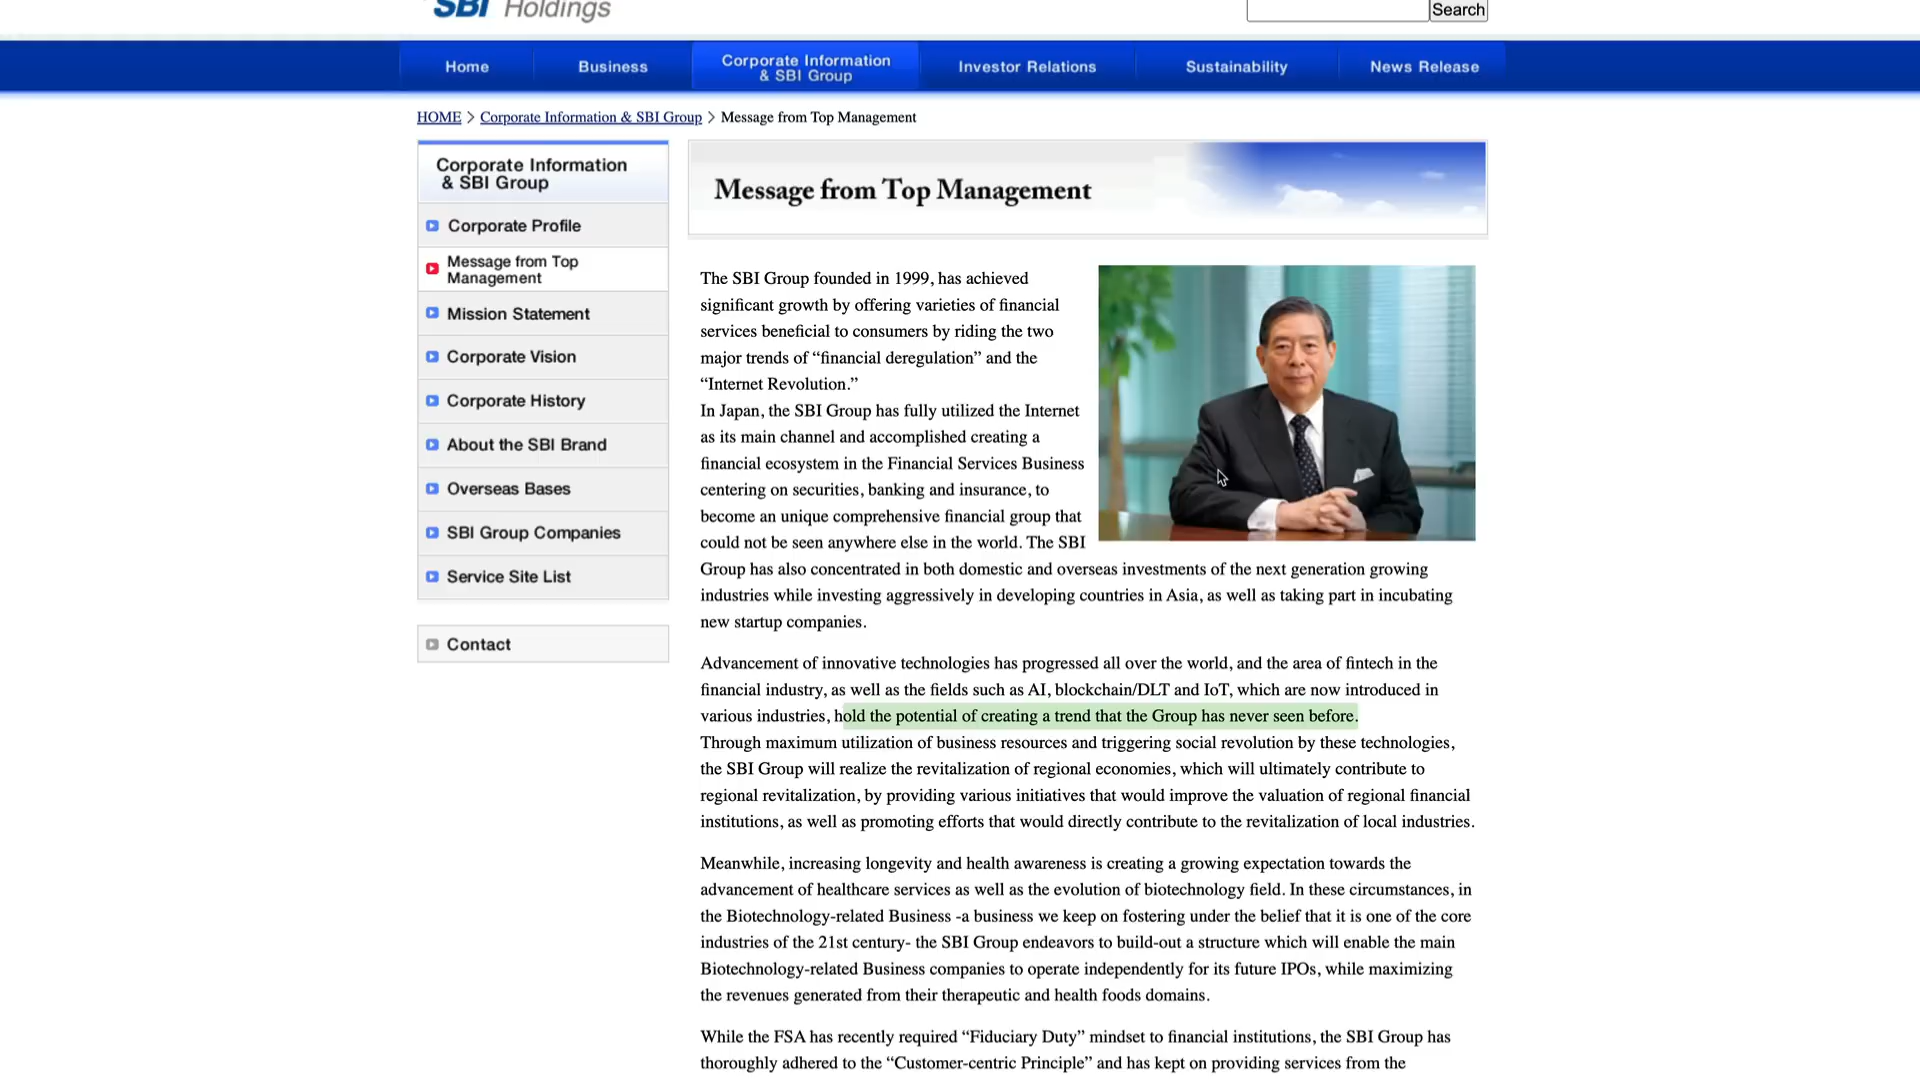 SBI Holdings
Search
Home
Business
Corporate Information
& SBI Group
Investor Relations
Sustainability
News Release
HOME > Corporate Information & SBI Group > Message from Top Management
Corporate Information
& SBI Group
Corporate Profile
Message from Top
Management
Mission Statement
Corporate Vision
Corporate History
About the SBI Brand
Overseas Bases
SBI Group Companies
Service Site List
Contact
Message from Top Management
The SBI Group founded in 1999, has achieved
significant growth by offering varieties of financial
services beneficial to consumers by riding the two
major trends of “financial deregulation” and the
“Internet Revolution.”
In Japan, the SBI Group has fully utilized the Internet
as its main channel and accomplished creating a
financial ecosystem in the Financial Services Business
centering on securities, banking and insurance, to
become an unique comprehensive financial group that
could not be seen anywhere else in the world. The SBI
Group has also concentrated in both domestic and overseas investments of the next generation growing
industries while investing aggressively in developing countries in Asia, as well as taking part in incubating
new startup companies.
Advancement of innovative technologies has progressed all over the world, and the area of fintech in the
financial industry, as well as the fields such as AI, blockchain/DLT and IoT, which are now introduced in
various industries, hold the potential of creating a trend that the Group has never seen before.
Through maximum utilization of business resources and triggering social revolution by these technologies,
the SBI Group will realize the revitalization of regional economies, which will ultimately contribute to
regional revitalization, by providing various initiatives that would improve the valuation of regional financial
institutions, as well as promoting efforts that would directly contribute to the revitalization of local industries.
Meanwhile, increasing longevity and health awareness is creating a growing expectation towards the
advancement of healthcare services as well as the evolution of biotechnology field. In these circumstances, in
the Biotechnology-related Business -a business we keep on fostering under the belief that it is one of the core
industries of the 21st century- the SBI Group endeavors to build-out a structure which will enable the main
Biotechnology-related Business companies to operate independently for its future IPOs, while maximizing
the revenues generated from their therapeutic and health foods domains.
While the FSA has recently required “Fiduciary Duty” mindset to financial institutions, the SBI Group has
thoroughly adhered to the “Customer-centric Principle” and has kept on providing services from the